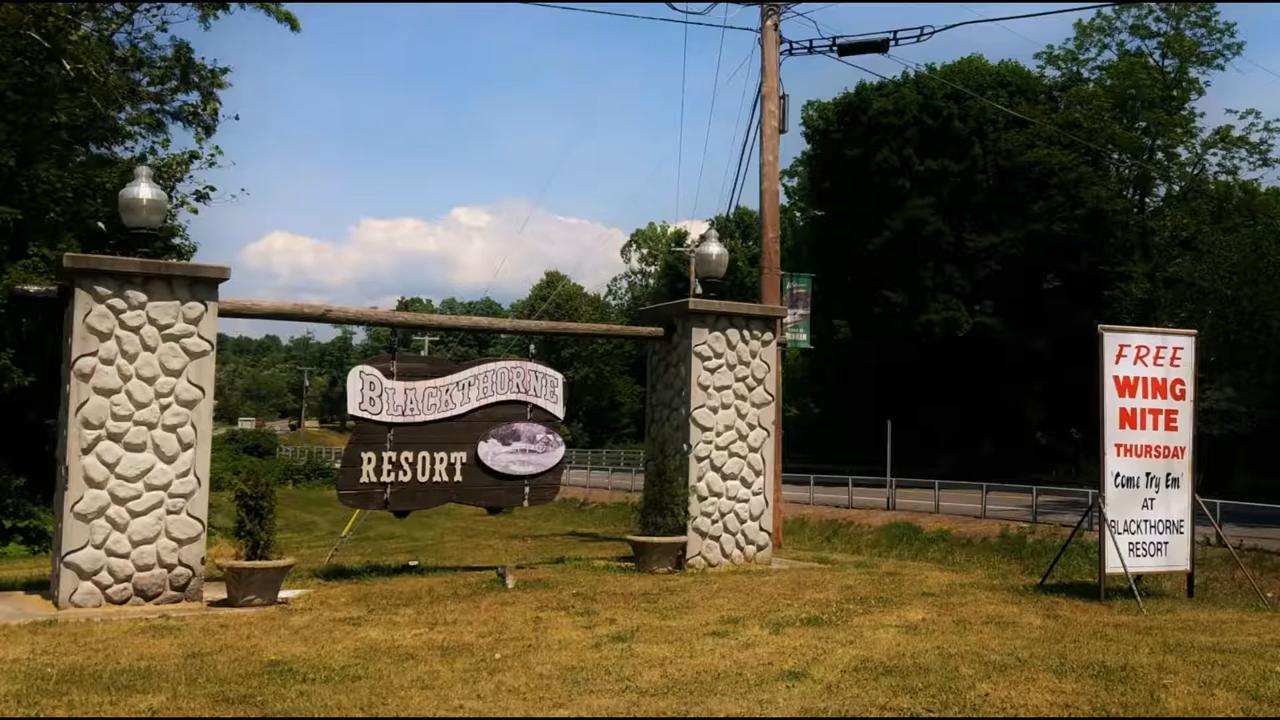 BLACKTHORNE
RESORT
FREE
WING
NITE
THURSDAY
"Come Try Em"
AT
BLACKTHORNE
RESORT